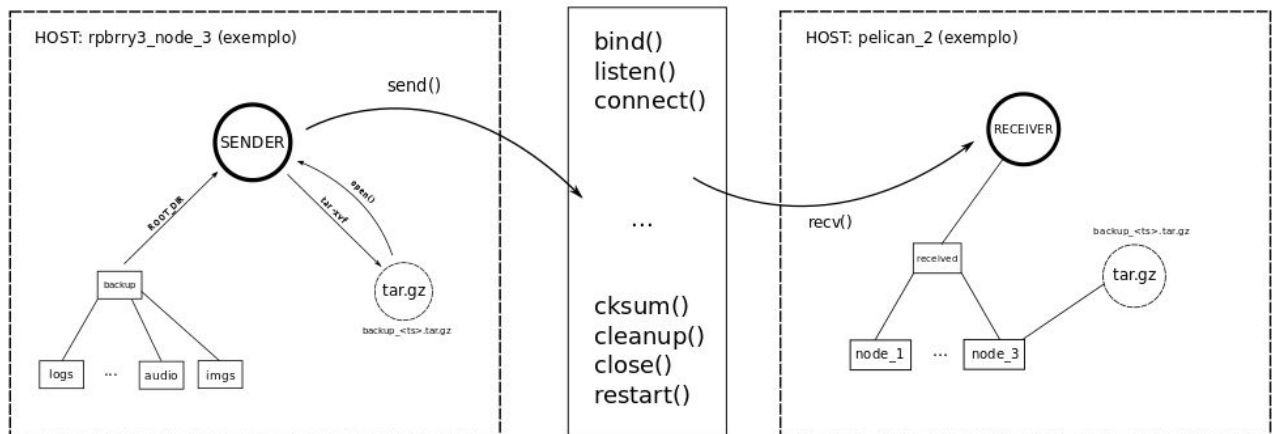 HOST: rpbrry3_node_3 (exemplo)
SENDER
ROOT_DIR
tar -xvf
open()
backup
tar.gz
backup_<ts>.tar.gz
logs
...
audio
imgs
send()
bind()
listen()
connect()
...
cksum()
cleanup()
close()
restart()
recv()
HOST: pelican_2 (exemplo)
RECEIVER
received
backup_<ts>.tar.gz
tar.gz
node_1
...
node_3